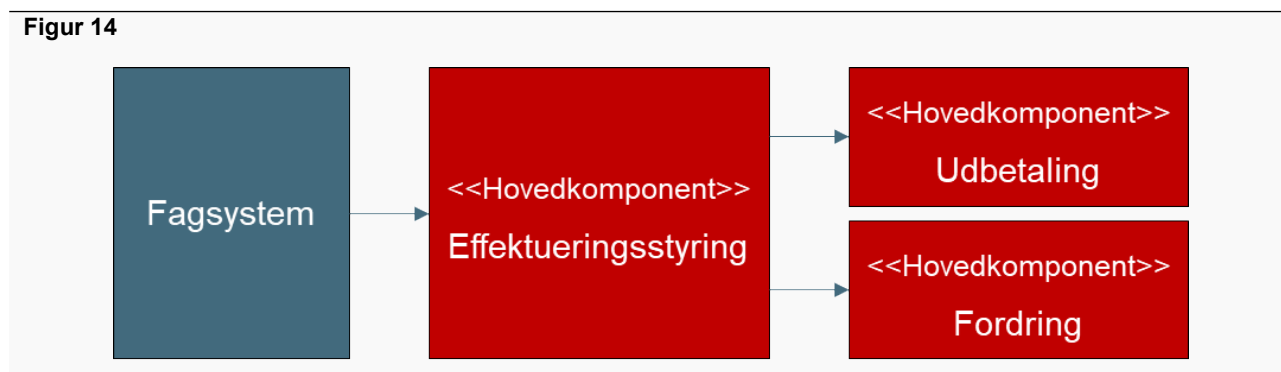 Figur 14
Fagsystem
<<Hovedkomponent>>
Effektueringsstyring
<<Hovedkomponent>>
Udbetaling
<<Hovedkomponent>>
Fordring